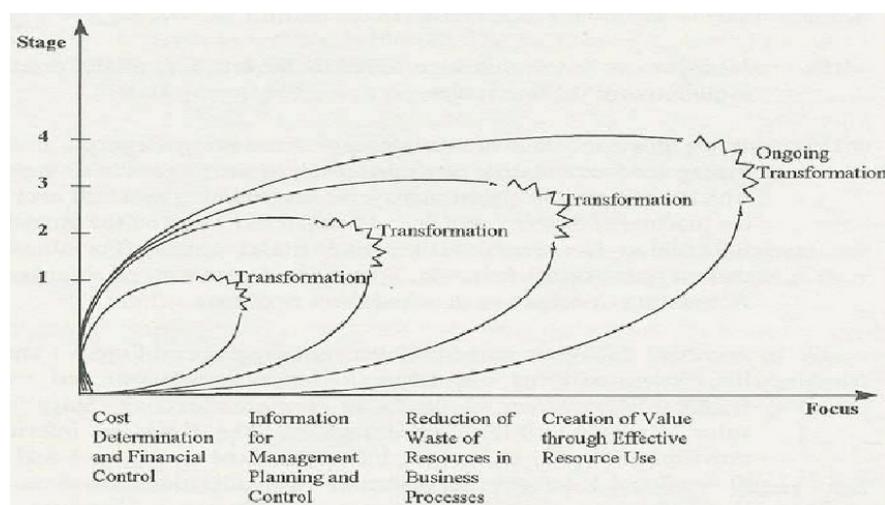 Stage
4
Ongoing
Transformation
3
Transformation
2
Transformation
1
Transformation
Focus
Cost
Determination
and Financial
Control
Information
for
Management
Planning and
Control
Reduction of
Waste of
Resources in
Business
Processes
Creation of Value
through Effective
Resource Use